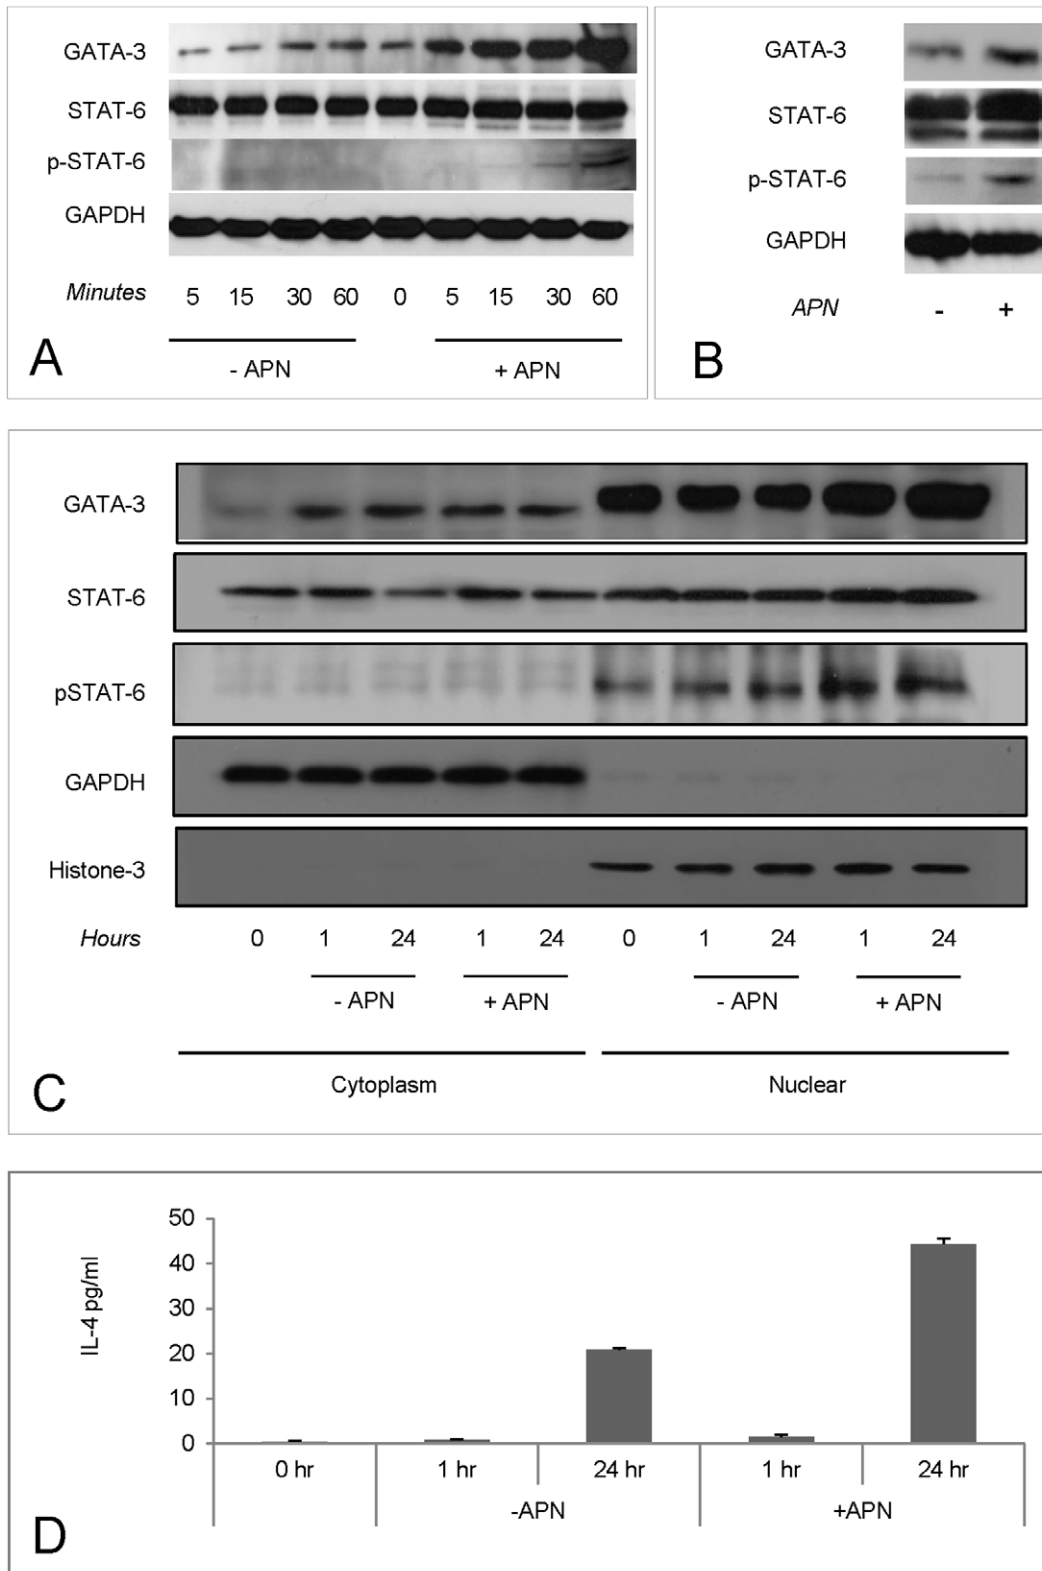 GATA-3
STAT-6
p-STAT-6
GAPDH
Minutes 5 15 30 60 0 5 15 30 60
- APN + APN
A
GATA-3
STAT-6
p-STAT-6
GAPDH
APN - +
B
GATA-3
STAT-6
pSTAT-6
GAPDH
Histone-3
Hours 0 1 24 1 24 0 1 24 1 24
- APN + APN - APN + APN
Cytoplasm Nuclear
C
IL-4 pg/ml
50
40
30
20
10
0
0 hr 1 hr 24 hr 1 hr 24 hr
-APN +APN
D